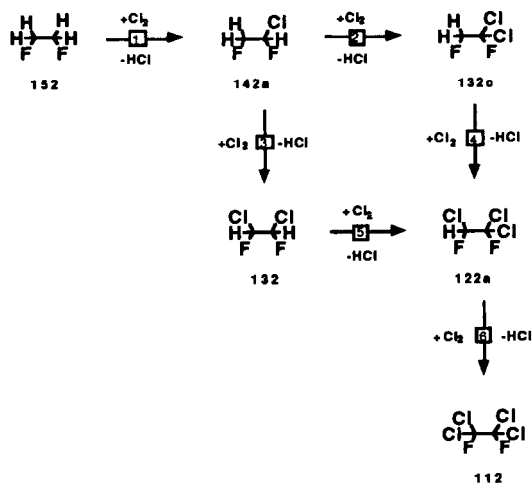 H H +Cl₂ H Cl +Cl₂ H Cl
H H 1 H H 2 H Cl
F F -HCl F F -HCl F F
152 142a 132c
+Cl₂ 3 -HCl +Cl₂ 4 -HCl
Cl Cl +Cl₂ Cl Cl
H H 5 H Cl
F F -HCl F F
132 122a
+Cl₂ 6 -HCl
Cl Cl
Cl Cl
F F
112